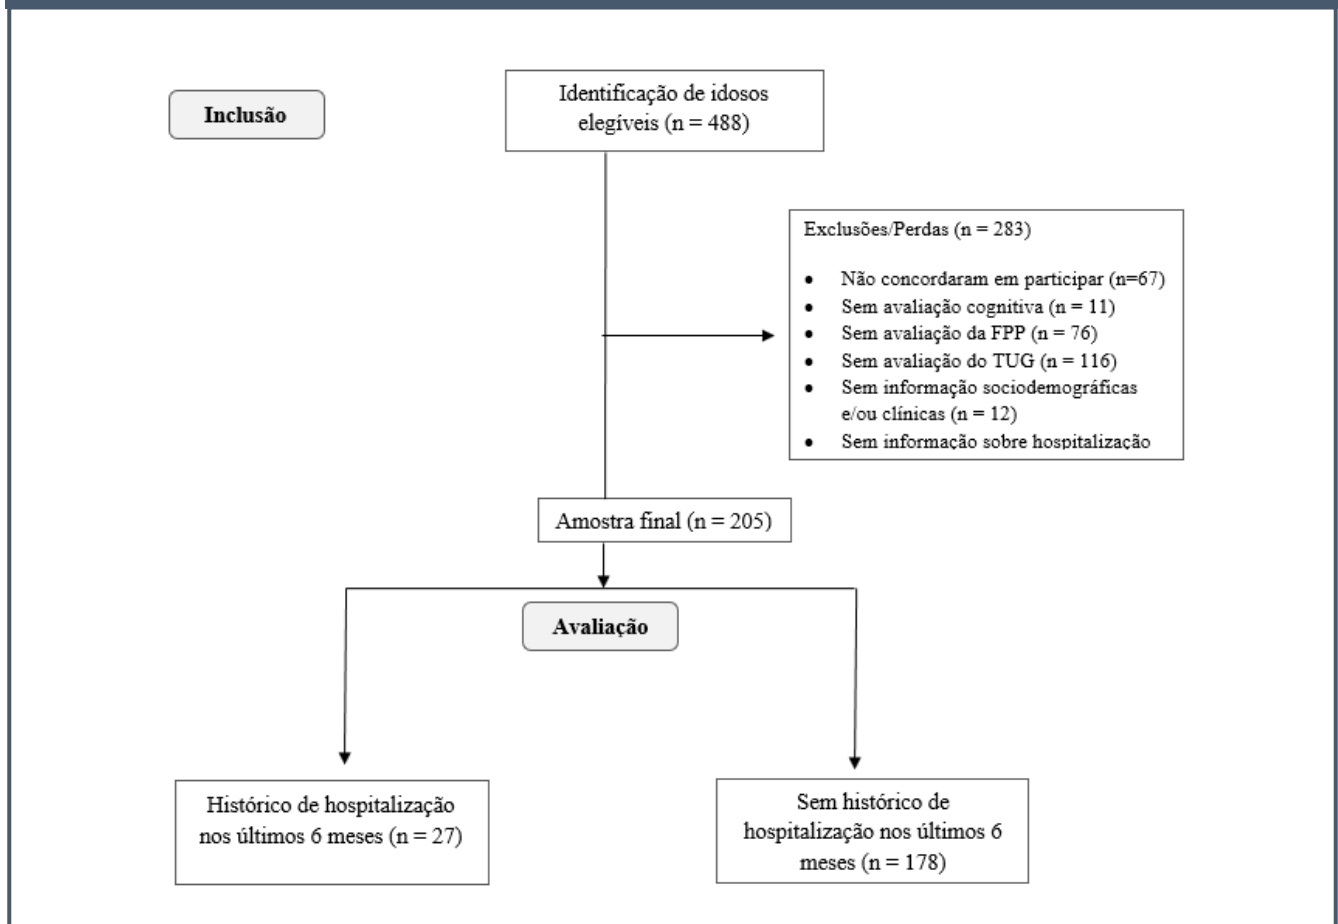 Inclusão
Identificação de idosos
elegíveis (n = 488)
Exclusões/Perdas (n = 283)
• Não concordaram em participar (n=67)
• Sem avaliação cognitiva (n = 11)
• Sem avaliação da FPP (n = 76)
• Sem avaliação do TUG (n = 116)
• Sem informação sociodemográficas
e/ou clínicas (n = 12)
• Sem informação sobre hospitalização
Amostra final (n = 205)
Avaliação
Histórico de hospitalização
nos últimos 6 meses (n = 27)
Sem histórico de
hospitalização nos últimos 6
meses (n = 178)